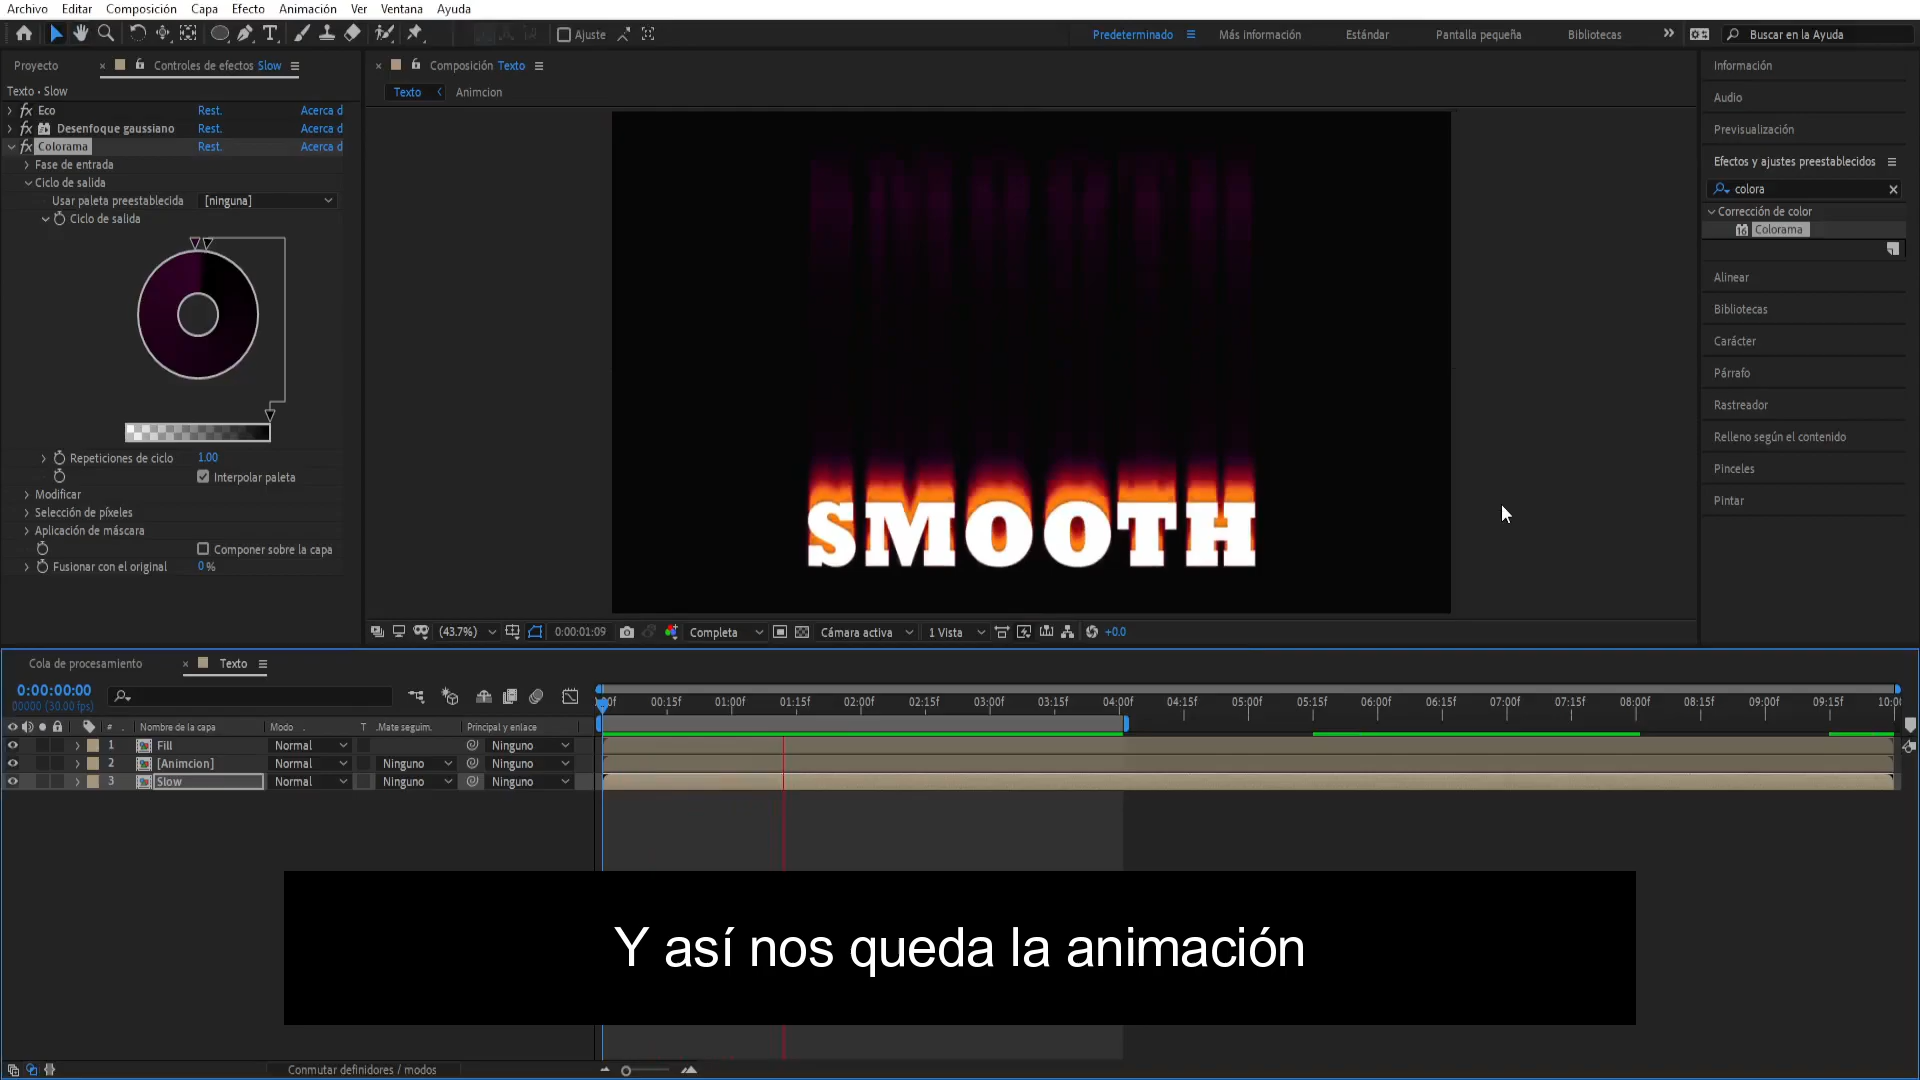 Archivo Editar Composición Capa Efecto Animación Ver Ventana Ayuda
Ajuste Predeterminado Más información Estándar Pantalla pequeña Bibliotecas Buscar en la Ayuda
Proyecto Controles de efectos Slow
Texto • Slow
Eco Rest. Acerca d
Desenfoque gaussiano Rest. Acerca d
Colorama Rest. Acerca d
Fase de entrada
Ciclo de salida
Usar paleta preestablecida [ninguna]
Ciclo de salida
Repeticiones de ciclo 1.00
Interpolar paleta
Modificar
Selección de píxeles
Aplicación de máscara
Componer sobre la capa
Fusionar con el original 0 %
Composición Texto
Texto Animcion
SMOOTH
(43.7%) 0:00:01:09 Completa Cámara activa 1 Vista +0.0
Información
Audio
Previsualización
Efectos y ajustes preestablecidos
colora
Corrección de color
16 Colorama
Alinear
Bibliotecas
Carácter
Párrafo
Rastreador
Relleno según el contenido
Pinceles
Pintar
Cola de procesamiento Texto
0:00:00:00
00000 (30.00 fps)
00f 00:15f 01:00f 01:15f 02:00f 02:15f 03:00f 03:15f 04:00f 04:15f 05:00f 05:15f 06:00f 06:15f 07:00f 07:15f 08:00f 08:15f 09:00f 09:15f 10:00
# Nombre de la capa Modo T .Mate seguim. Principal y enlace
1 Fill Normal Ninguno
2 [Animcion] Normal Ninguno Ninguno
3 Slow Normal Ninguno Ninguno
Y así nos queda la animación
Conmutar definidores / modos